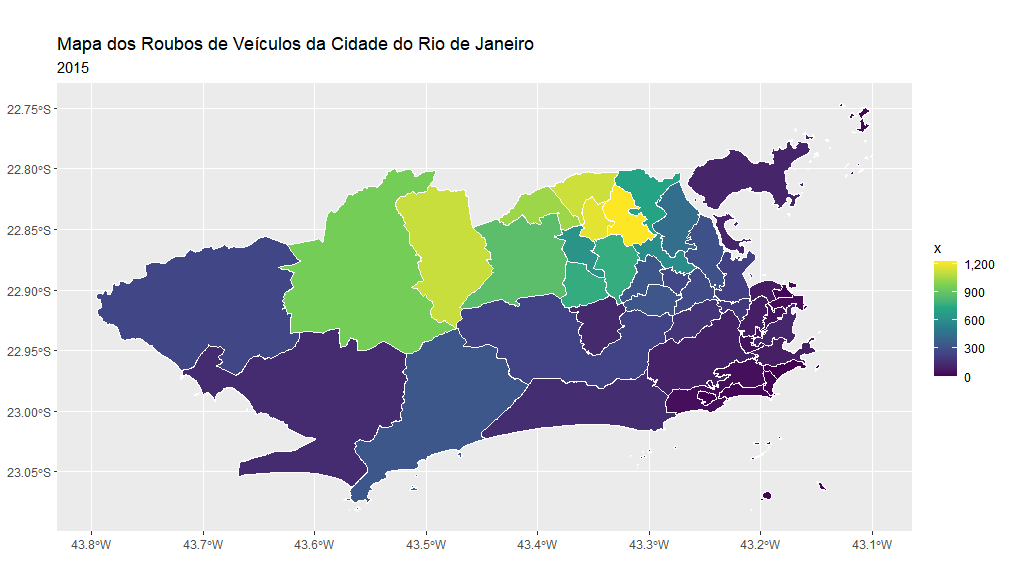 Mapa dos Roubos de Veículos da Cidade do Rio de Janeiro
2015
22.75°S
22.80°S
22.85°S
22.90°S
22.95°S
23.00°S
23.05°S
43.8°W
43.7°W
43.6°W
43.5°W
43.4°W
43.3°W
43.2°W
43.1°W
x
1,200
900
600
300
0